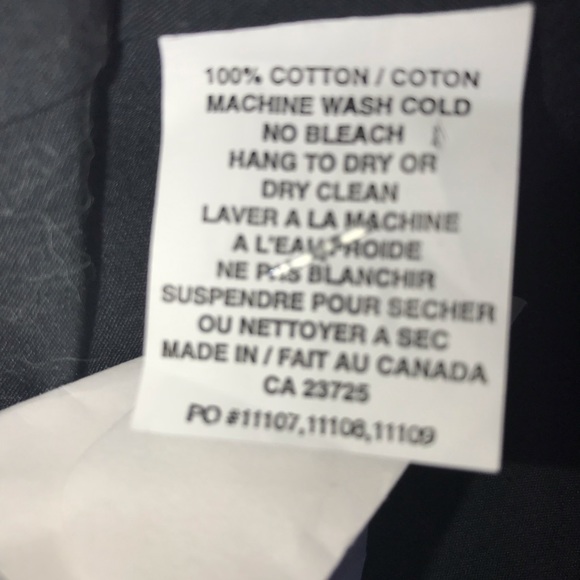 100% COTTON / COTON
MACHINE WASH COLD
NO BLEACH
HANG TO DRY OR
DRY CLEAN
LAVER A LA MACHINE
A L'EAU FROIDE
NE PAS BLANCHIR
SUSPENDRE POUR SECHER
OU NETTOYER A SEC
MADE IN / FAIT AU CANADA
CA 23725
PO #11107,11108,11109